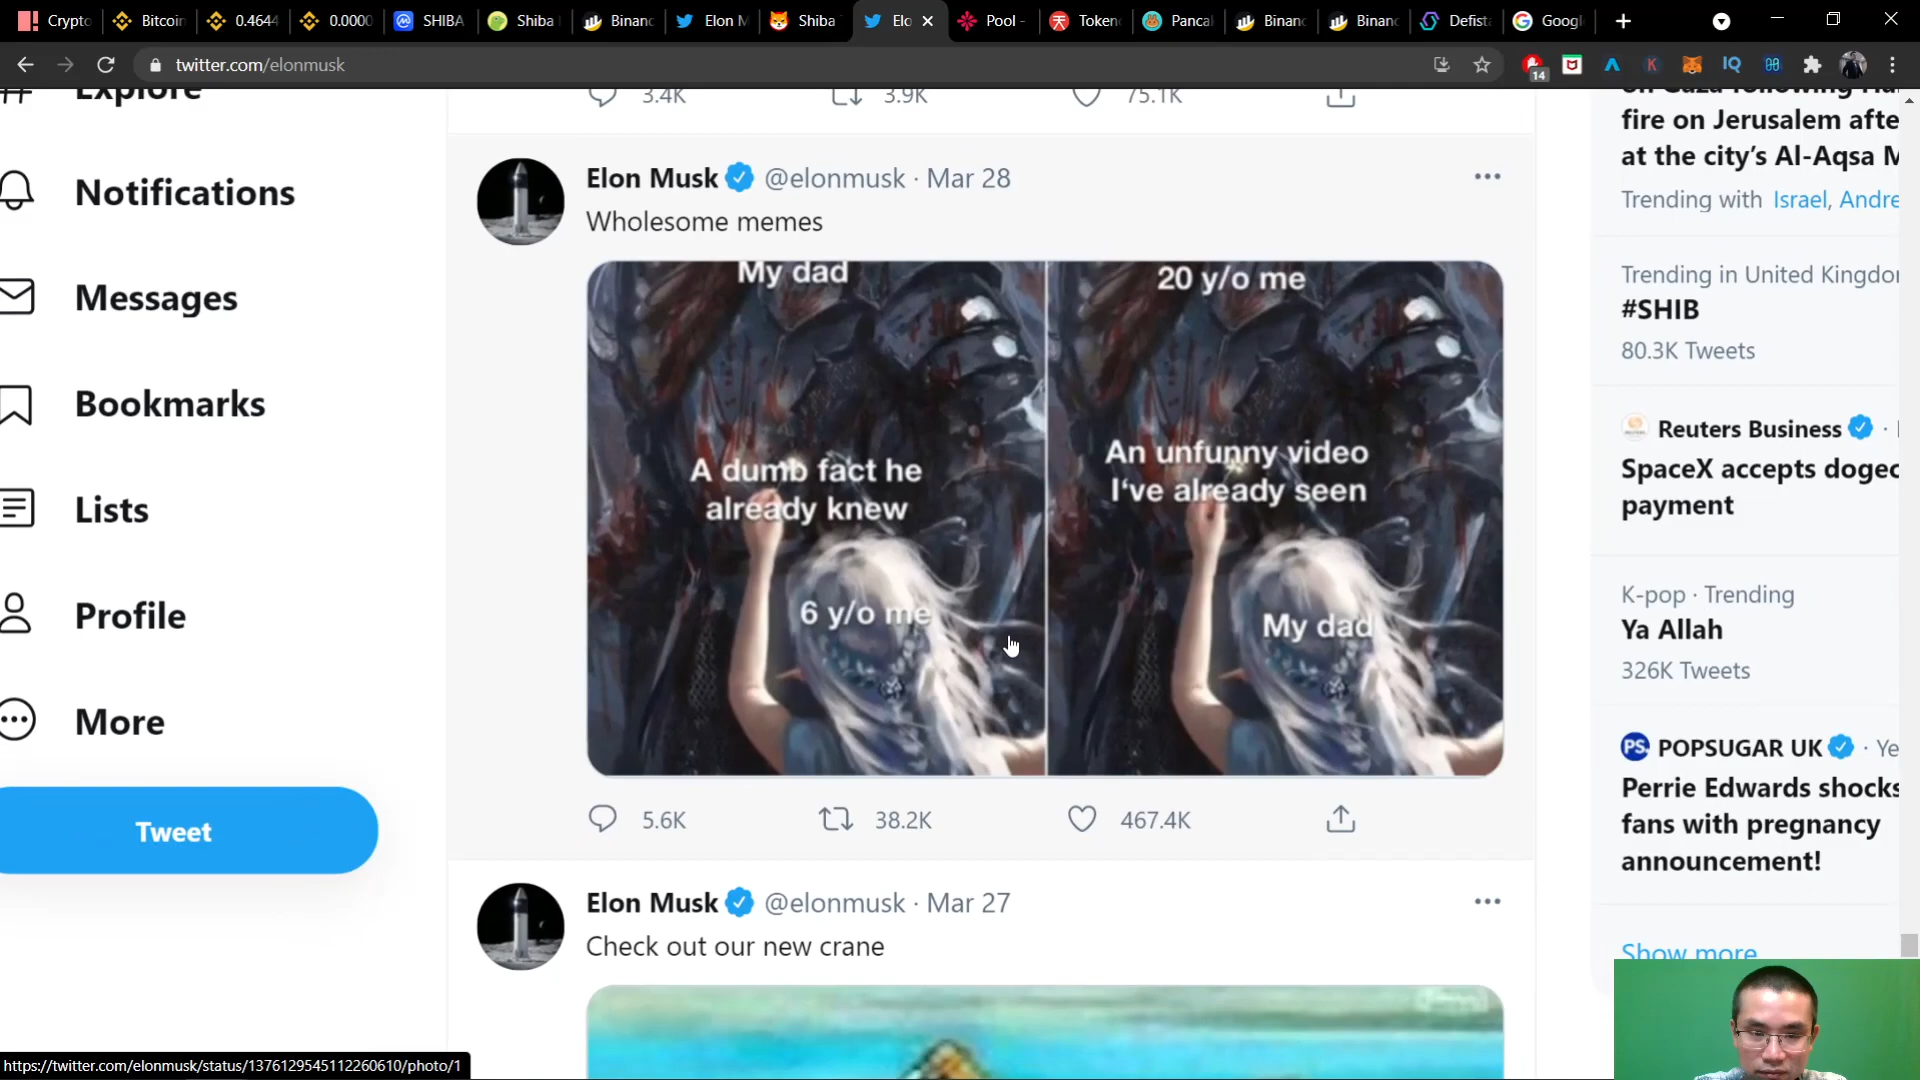 Crypto
Bitcoin
0.4644
0.0000
SHIBA
Shiba
Binanc
Elon M
Shiba
Elo
Pool -
Token
Panca
Binanc
Binanc
Defista
Googl
twitter.com/elonmusk
14
Explore
Notifications
Messages
Bookmarks
Lists
Profile
More
Tweet
3.4K 3.9K 75.1K
Elon Musk @elonmusk · Mar 28
Wholesome memes
My dad
A dumb fact he
already knew
6 y/o me
20 y/o me
An unfunny video
I've already seen
My dad
5.6K 38.2K 467.4K
Elon Musk @elonmusk · Mar 27
Check out our new crane
fire on Jerusalem afte
at the city's Al-Aqsa M
Trending with Israel, Andre
Trending in United Kingdo
#SHIB
80.3K Tweets
Reuters Business ·
SpaceX accepts dogec
payment
K-pop · Trending
Ya Allah
326K Tweets
PS.
POPSUGAR UK · Ye
Perrie Edwards shocks
fans with pregnancy
announcement!
Show more
https://twitter.com/elonmusk/status/1376129545112260610/photo/1